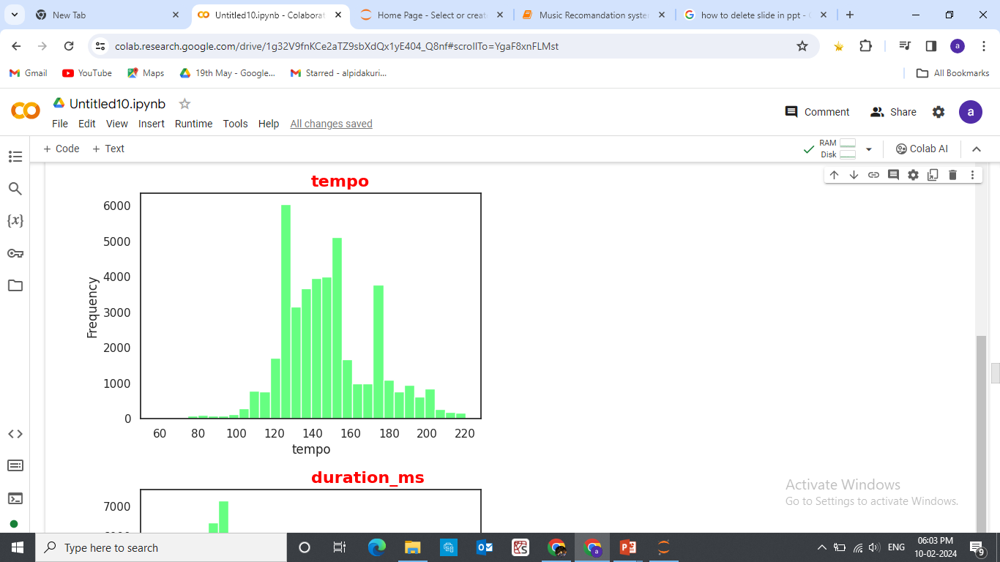 New Tab
Untitled10.ipynb - Colaborat
Home Page - Select or creat
Music Recomandation syste
how to delete slide in ppt -
colab.research.google.com/drive/1g32V9fnKCe2aTZ9sbXdQx1yE404_Q8nf#scrollTo=YgaF8xnFLMst
a
Gmail YouTube Maps 19th May - Google... Starred - alpidakuri... All Bookmarks
Untitled10.ipynb
File Edit View Insert Runtime Tools Help All changes saved
Comment Share a
+ Code + Text
RAM
Disk
Colab AI
{x}
tempo
6000
5000
4000
3000
2000
1000
0
Frequency
60 80 100 120 140 160 180 200 220
tempo
duration_ms
7000
Activate Windows
Go to Settings to activate Windows.
Type here to search
ENG
06:03 PM
10-02-2024
9